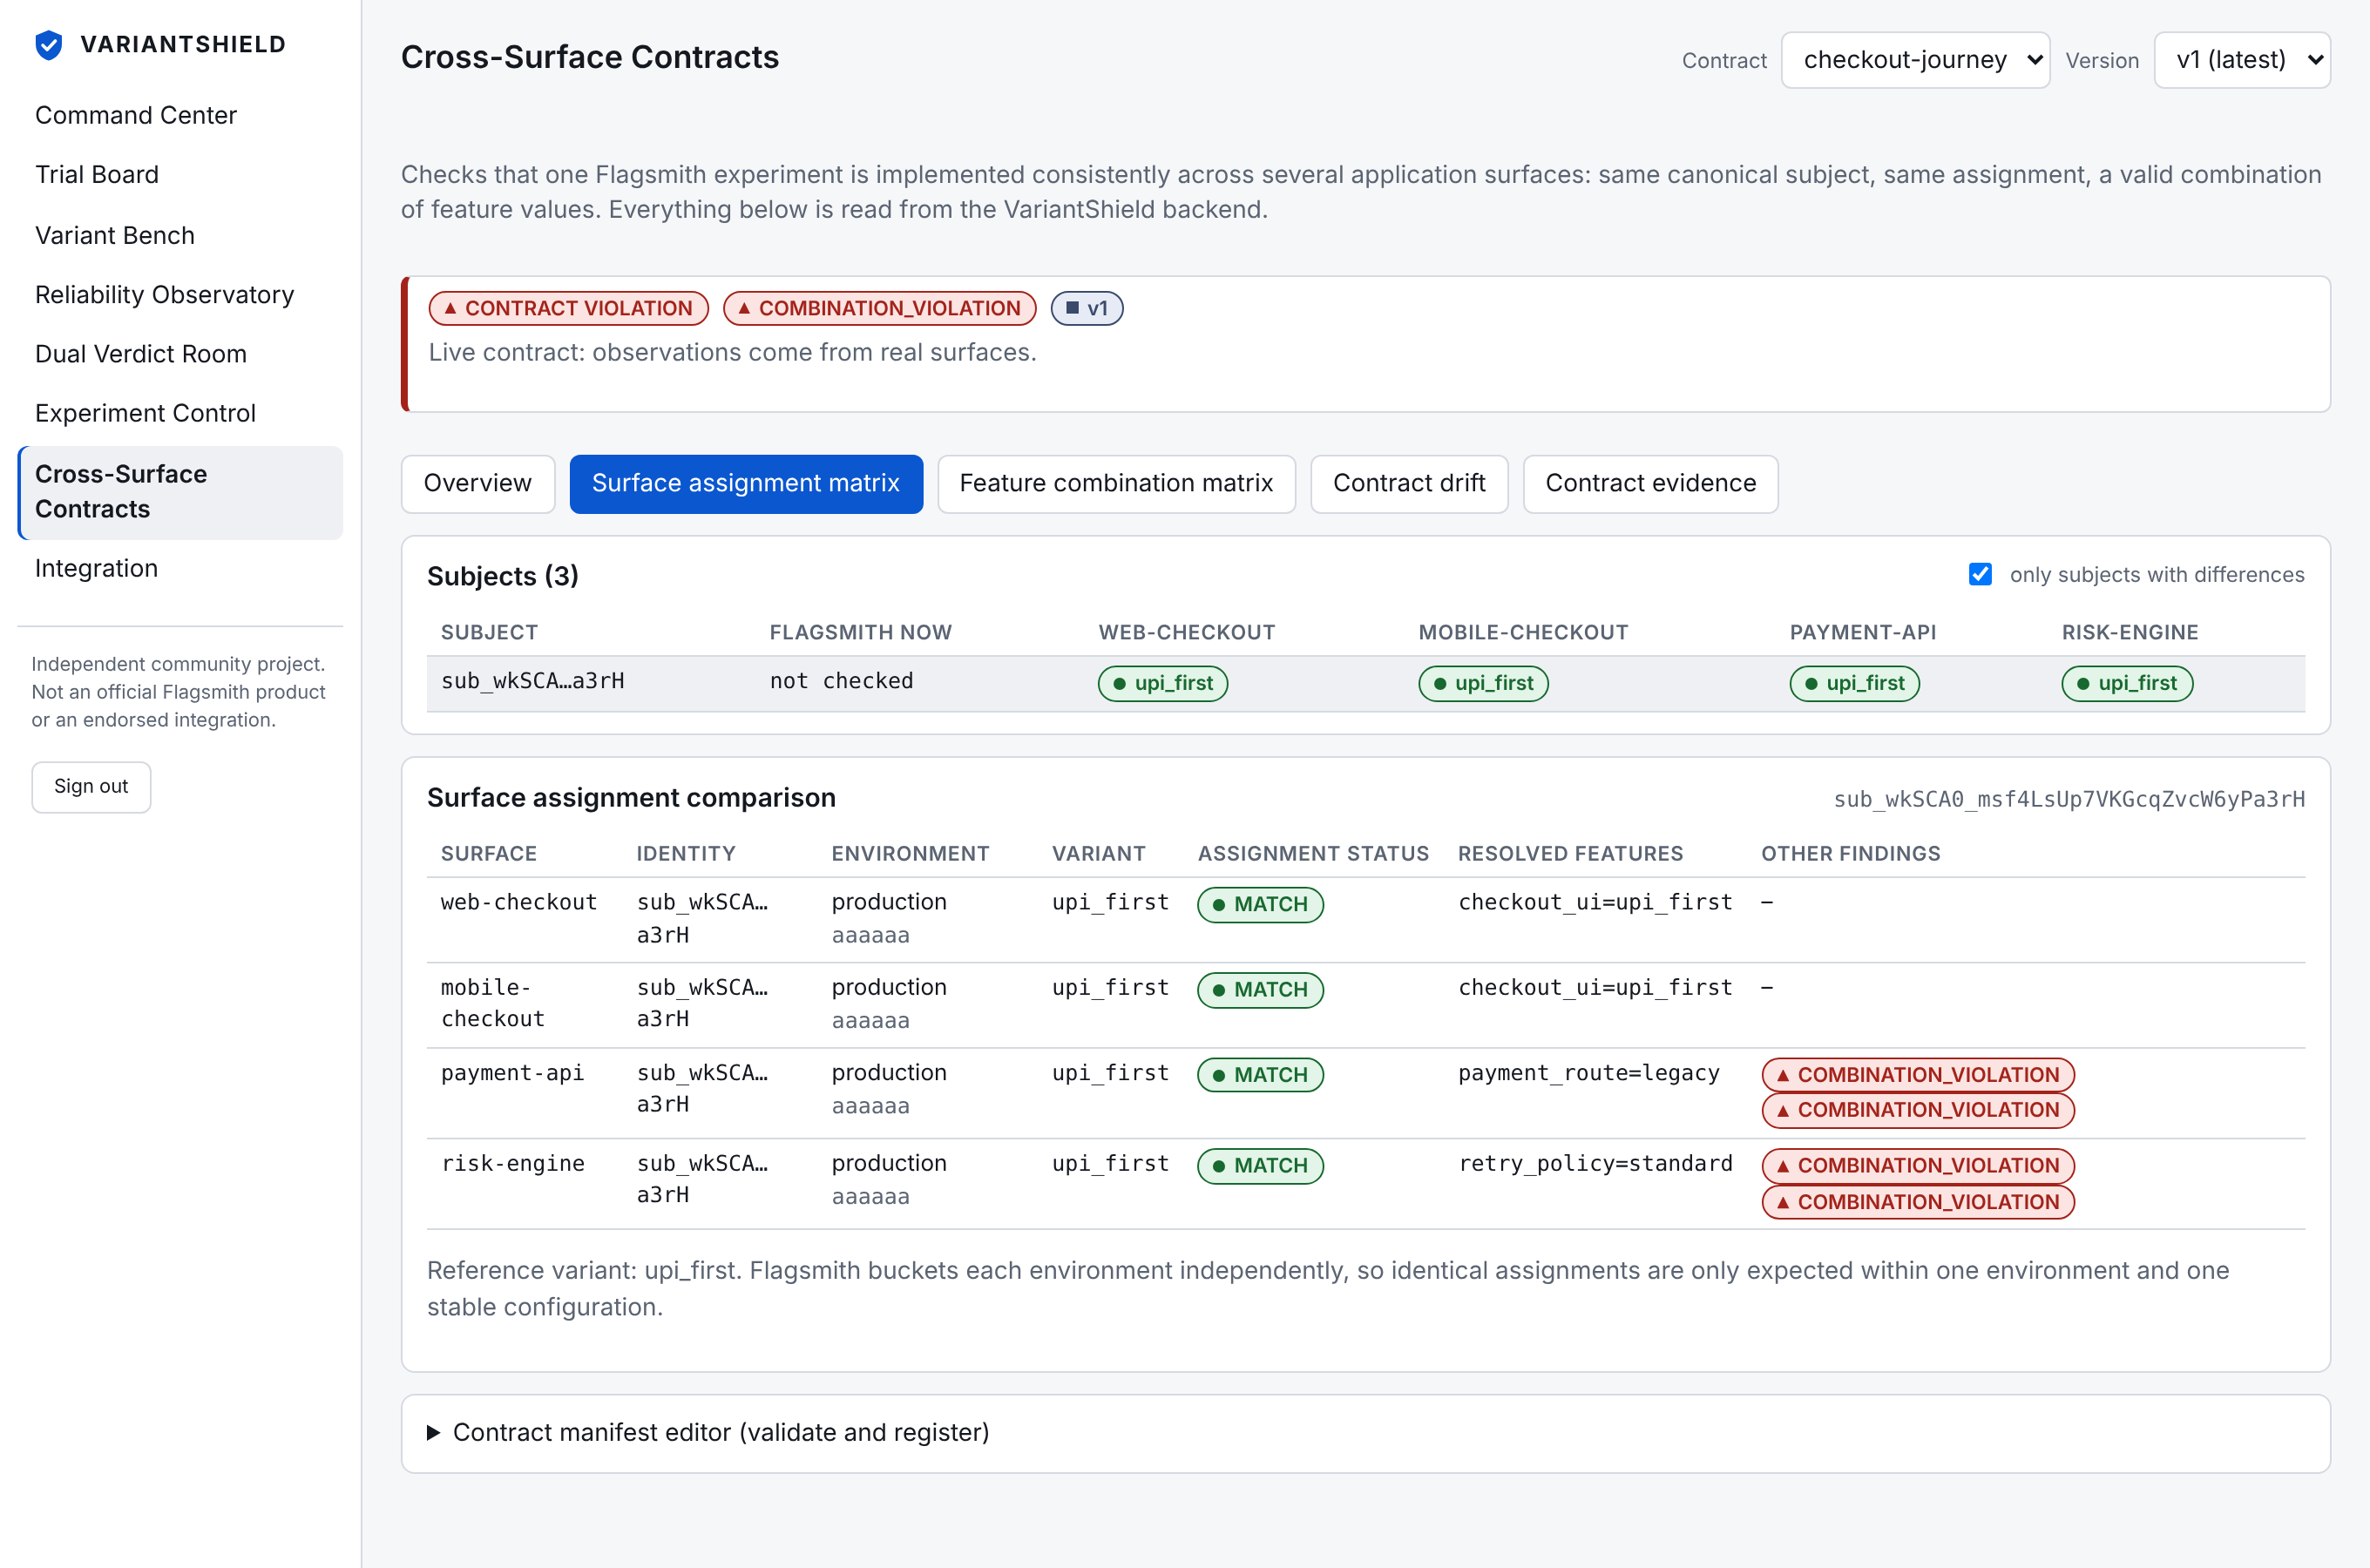 VARIANTSHIELD
Command Center
Trial Board
Variant Bench
Reliability Observatory
Dual Verdict Room
Experiment Control
Cross-Surface
Contracts
Integration
Independent community project.
Not an official Flagsmith product
or an endorsed integration.
Sign out
Cross-Surface Contracts
Contract checkout-journey Version v1 (latest)
Checks that one Flagsmith experiment is implemented consistently across several application surfaces: same canonical subject, same assignment, a valid combination
of feature values. Everything below is read from the VariantShield backend.
▲ CONTRACT VIOLATION ▲ COMBINATION_VIOLATION ■ v1
Live contract: observations come from real surfaces.
Overview Surface assignment matrix Feature combination matrix Contract drift Contract evidence
Subjects (3) only subjects with differences
SUBJECT FLAGSMITH NOW WEB-CHECKOUT MOBILE-CHECKOUT PAYMENT-API RISK-ENGINE
sub_wkSCA…a3rH not checked ● upi_first ● upi_first ● upi_first ● upi_first
Surface assignment comparison sub_wkSCA0_msf4LsUp7VKGcqZvcW6yPa3rH
SURFACE IDENTITY ENVIRONMENT VARIANT ASSIGNMENT STATUS RESOLVED FEATURES OTHER FINDINGS
web-checkout sub_wkSCA… production upi_first ● MATCH checkout_ui=upi_first –
a3rH aaaaaa
mobile- sub_wkSCA… production upi_first ● MATCH checkout_ui=upi_first –
checkout a3rH aaaaaa
payment-api sub_wkSCA… production upi_first ● MATCH payment_route=legacy ▲ COMBINATION_VIOLATION
a3rH aaaaaa ▲ COMBINATION_VIOLATION
risk-engine sub_wkSCA… production upi_first ● MATCH retry_policy=standard ▲ COMBINATION_VIOLATION
a3rH aaaaaa ▲ COMBINATION_VIOLATION
Reference variant: upi_first. Flagsmith buckets each environment independently, so identical assignments are only expected within one environment and one
stable configuration.
▶ Contract manifest editor (validate and register)